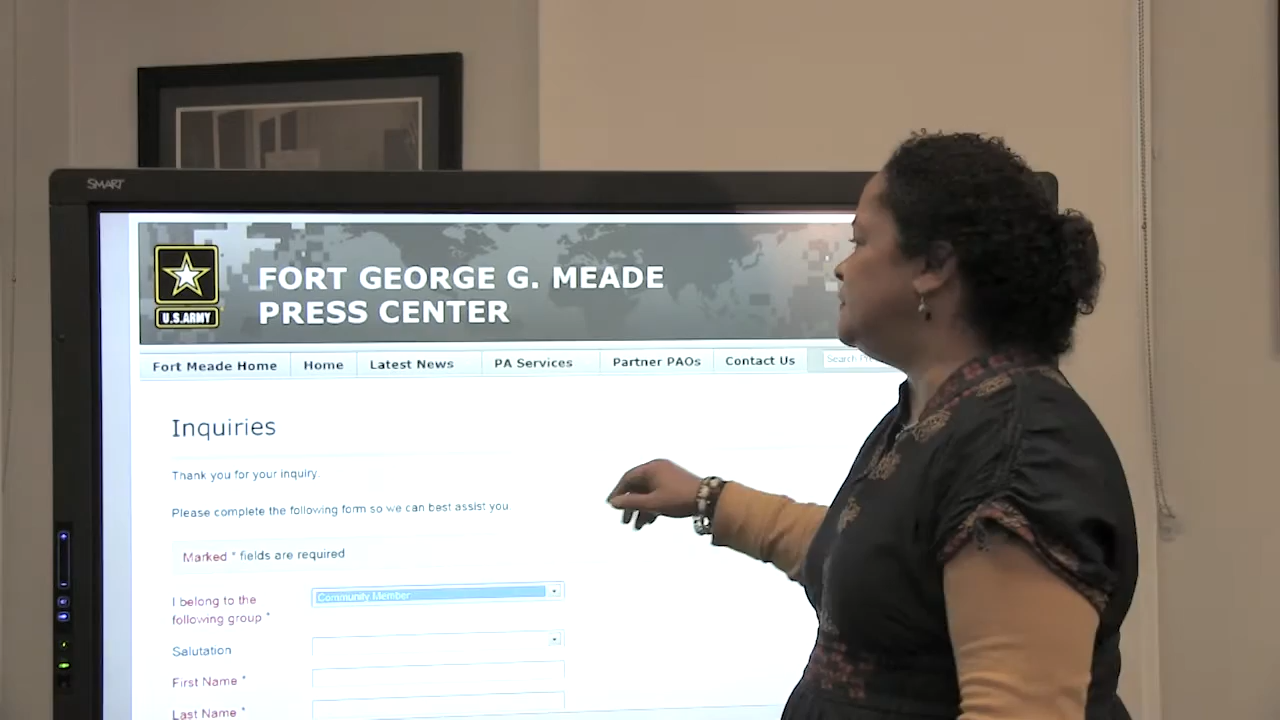 SMART
FORT GEORGE G. MEADE
PRESS CENTER
U.S.ARMY
Fort Meade Home Home Latest News PA Services Partner PAOs Contact Us Search
Inquiries
Thank you for your inquiry.
Please complete the following form so we can best assist you
Marked * fields are required
I belong to the
following group *
Community Member
Salutation
First Name *
Last Name *